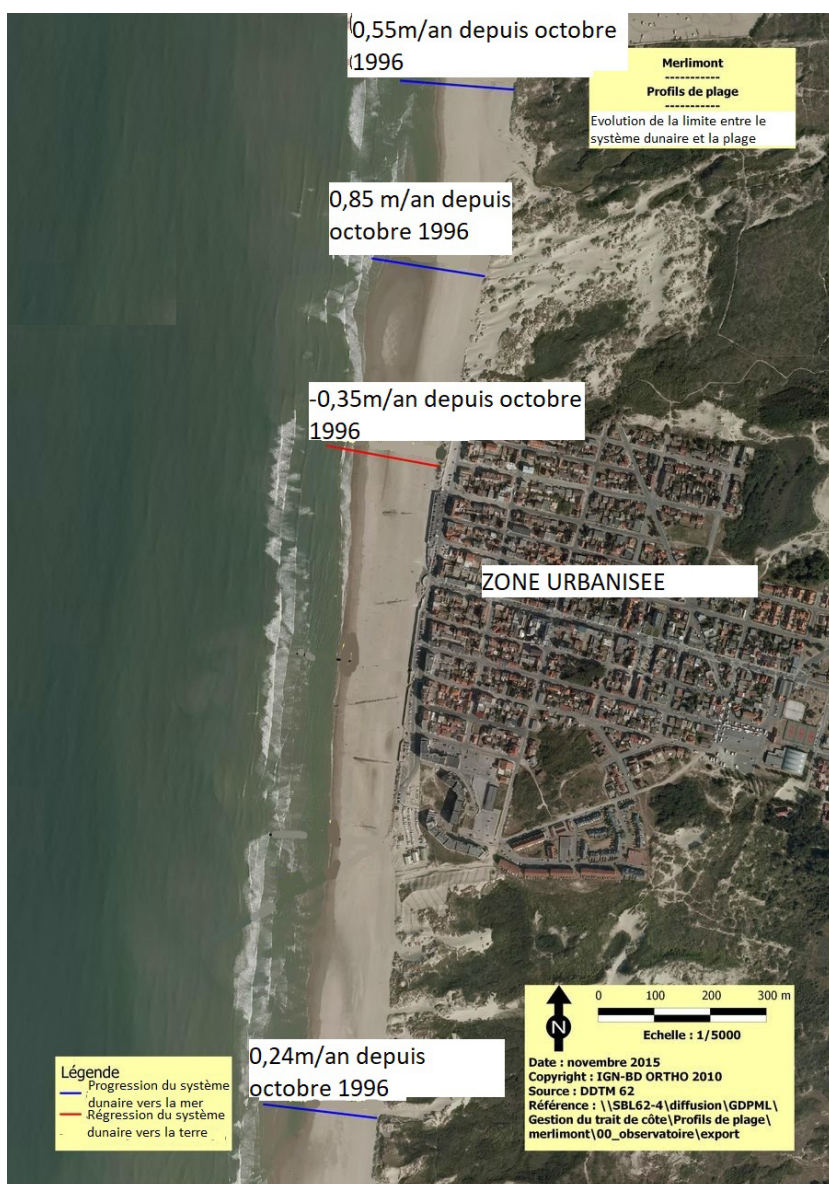 0,55m/an depuis octobre
1996
Merlimont
-----------
Profils de plage
-----------
Evolution de la limite entre le
système dunaire et la plage
0,85 m/an depuis
octobre 1996
-0,35m/an depuis octobre
1996
ZONE URBANISEE
0,24m/an depuis
octobre 1996
Légende
Progression du système
dunaire vers la mer
Régression du système
dunaire vers la terre
N
0 100 200 300 m
Echelle : 1/5000
Date : novembre 2015
Copyright : IGN-BD ORTHO 2010
Source : DDTM 62
Référence : \\SBL62-4\diffusion\GDPML\
Gestion du trait de côte\Profils de plage\
merlimont\00_observatoire\export